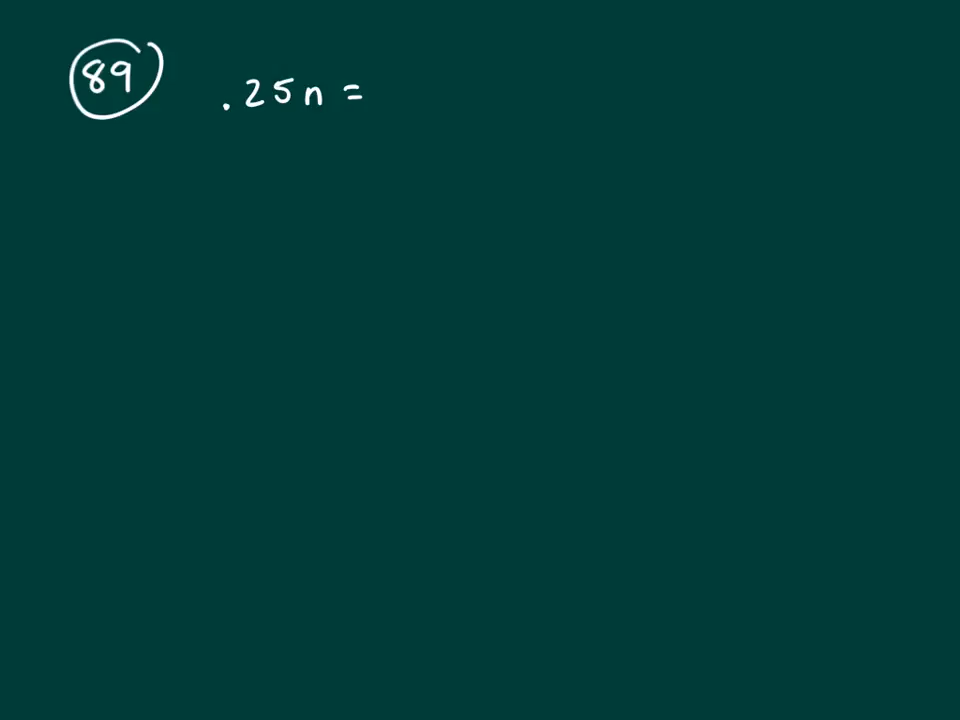 89 .25n =